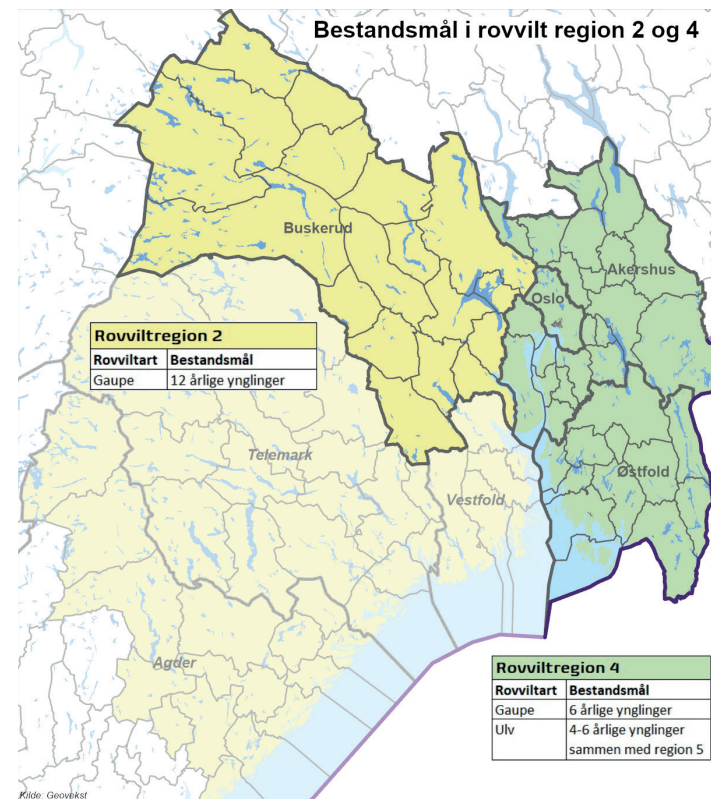 Bestandsmål i rovvilt region 2 og 4
Buskerud
Akershus
Oslo
Rovviltregion 2
Rovviltart Bestandsmål
Gaupe 12 årlige ynglinger
Telemark
Østfold
Vestfold
Agder
Rovviltregion 4
Rovviltart Bestandsmål
Gaupe 6 årlige ynglinger
Ulv 4-6 årlige ynglinger
sammen med region 5
Kilde: Geovekst